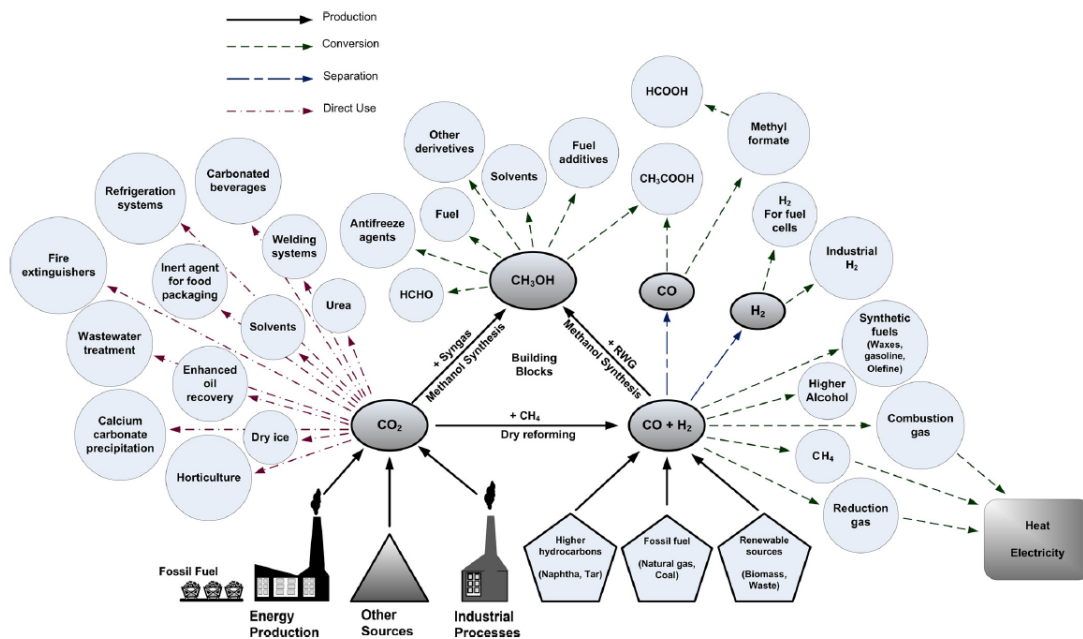 Production
Conversion
Separation
Direct Use
HCOOH
Methyl
formate
Other
derivetives
Fuel
additives
Solvents
CH₃COOH
Carbonated
beverages
Refrigeration
systems
H₂
For fuel
cells
Antifreeze
agents
Fuel
Welding
systems
Industrial
H₂
Fire
extinguishers
Inert agent
for food
packaging
CH₃OH
CO
HCHO
H₂
Urea
Solvents
Wastewater
treatment
Synthetic
fuels
(Waxes,
gasoline,
Olefine)
+ Syngas
Methanol Synthesis
+ RWG
Methanol Synthesis
Building
Blocks
Enhanced
oil
recovery
Higher
Alcohol
Combustion
gas
CO₂
+ CH₄
Dry reforming
CO + H₂
Calcium
carbonate
precipitation
Dry ice
CH₄
Horticulture
Reduction
gas
Heat
Electricity
Higher
hydrocarbons
(Naphtha, Tar)
Fossil fuel
(Natural gas,
Coal)
Renewable
sources
(Biomass,
Waste)
Fossil Fuel
Energy
Production
Other
Sources
Industrial
Processes